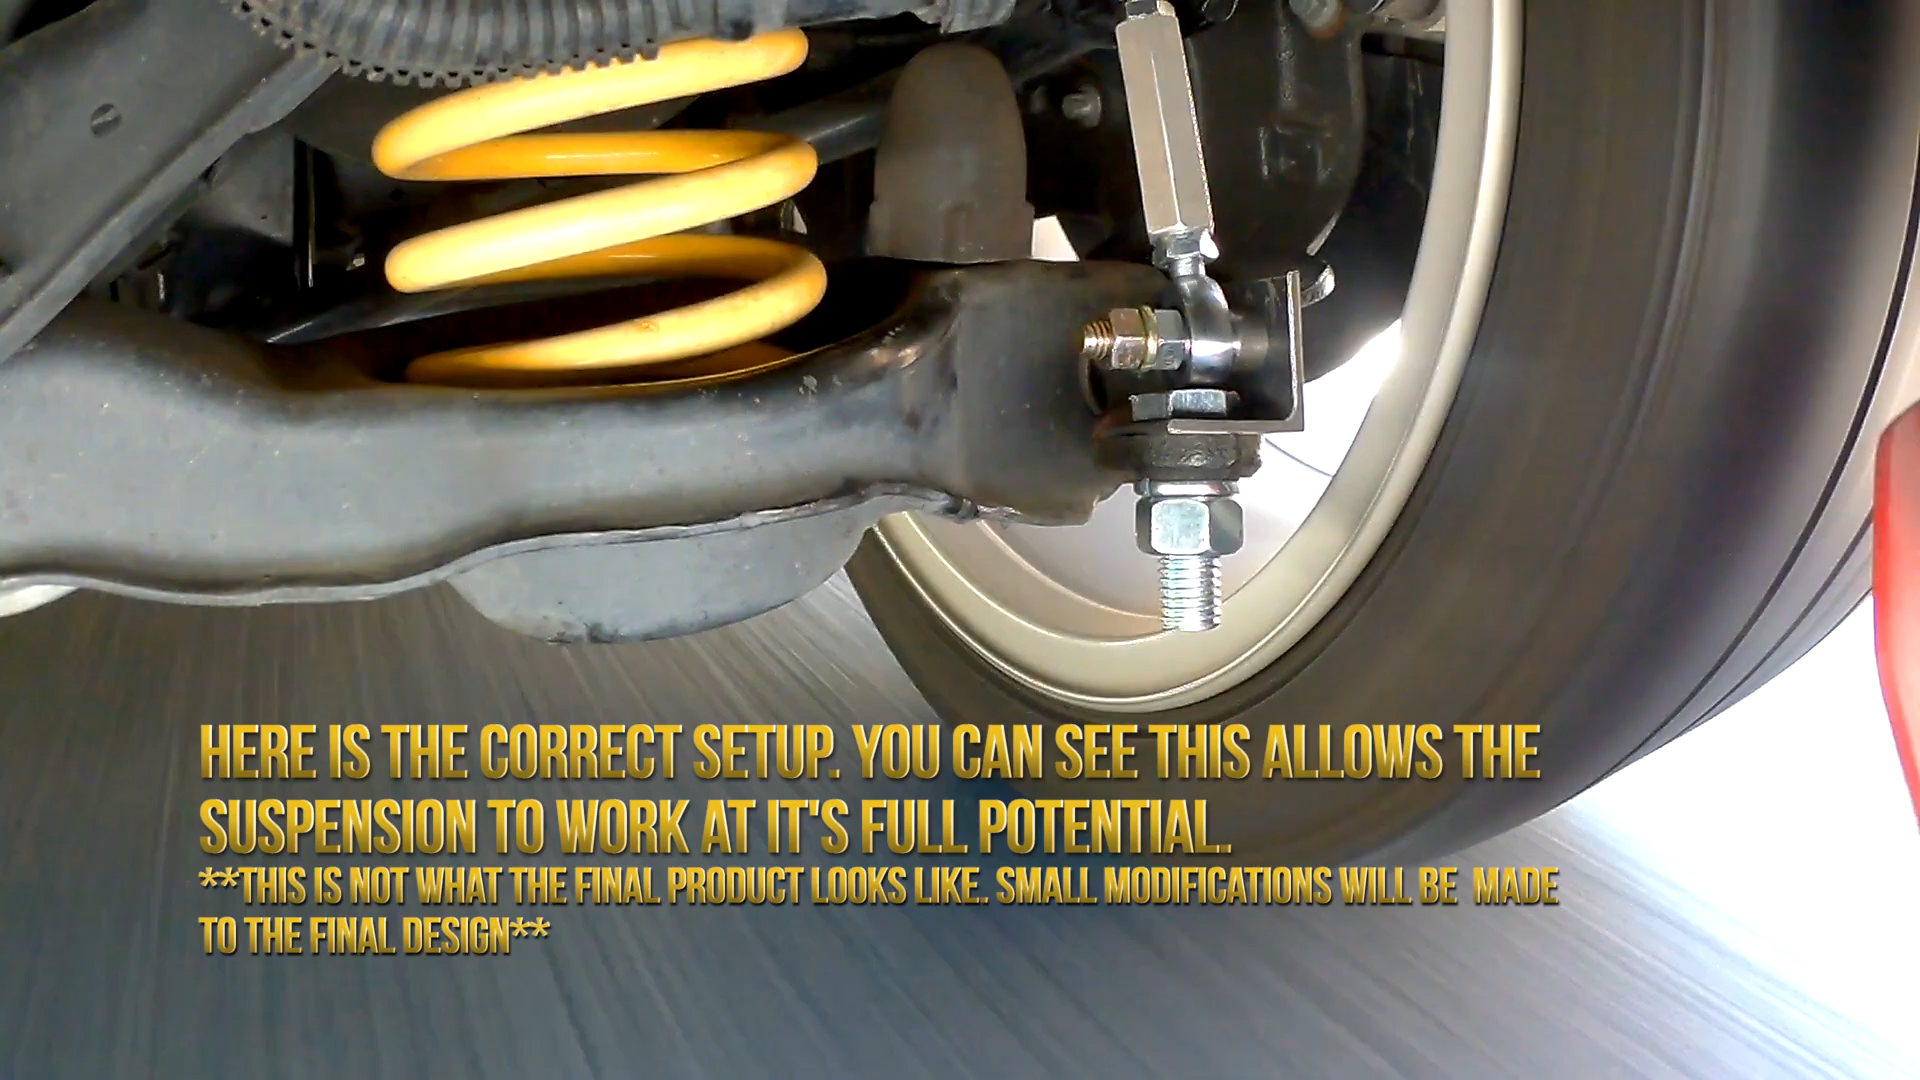 HERE IS THE CORRECT SETUP. YOU CAN SEE THIS ALLOWS THE
SUSPENSION TO WORK AT IT'S FULL POTENTIAL.
**THIS IS NOT WHAT THE FINAL PRODUCT LOOKS LIKE. SMALL MODIFICATIONS WILL BE MADE
TO THE FINAL DESIGN**